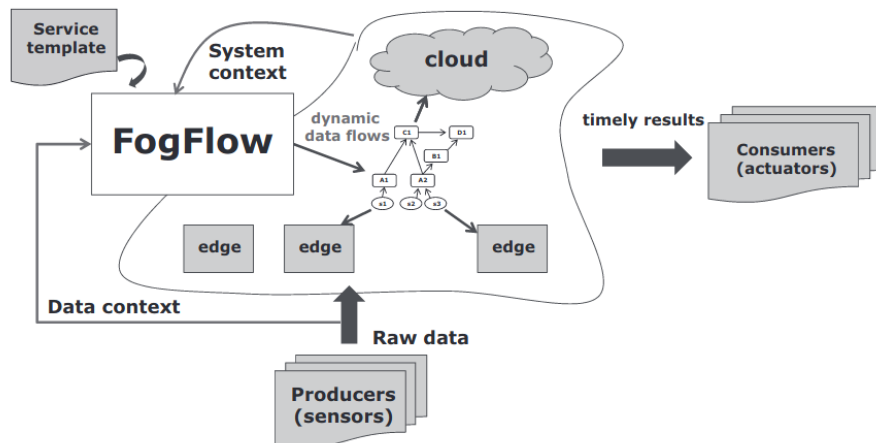 Service
template
System
context
cloud
FogFlow
dynamic
data flows
C1
D1
B1
A1
A2
s1
s2
s3
timely results
Consumers
(actuators)
edge
edge
edge
Data context
Raw data
Producers
(sensors)